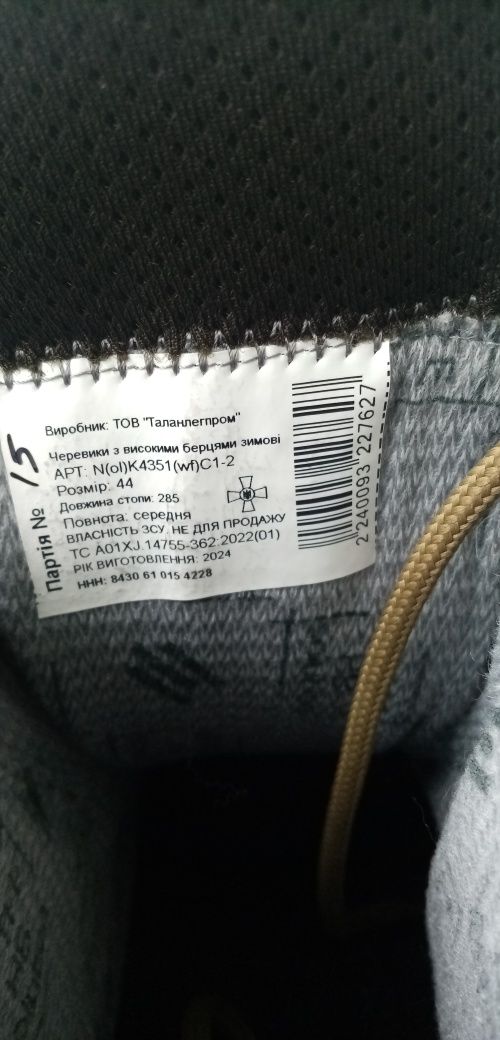 Виробник: ТОВ "Таланлегпром"
Черевики з високими берцями зимові
АРТ: N(ol)K4351(wf)C1-2
Розмір: 44
Довжина стопи: 285
Повнота: середня
ВЛАСНІСТЬ ЗСУ, НЕ ДЛЯ ПРОДАЖУ
ТС А01XJ.14755-362:2022(01)
РІК ВИГОТОВЛЕННЯ: 2024
ННН: 8430 61 015 4228
Партія № 15
2 240093 227627